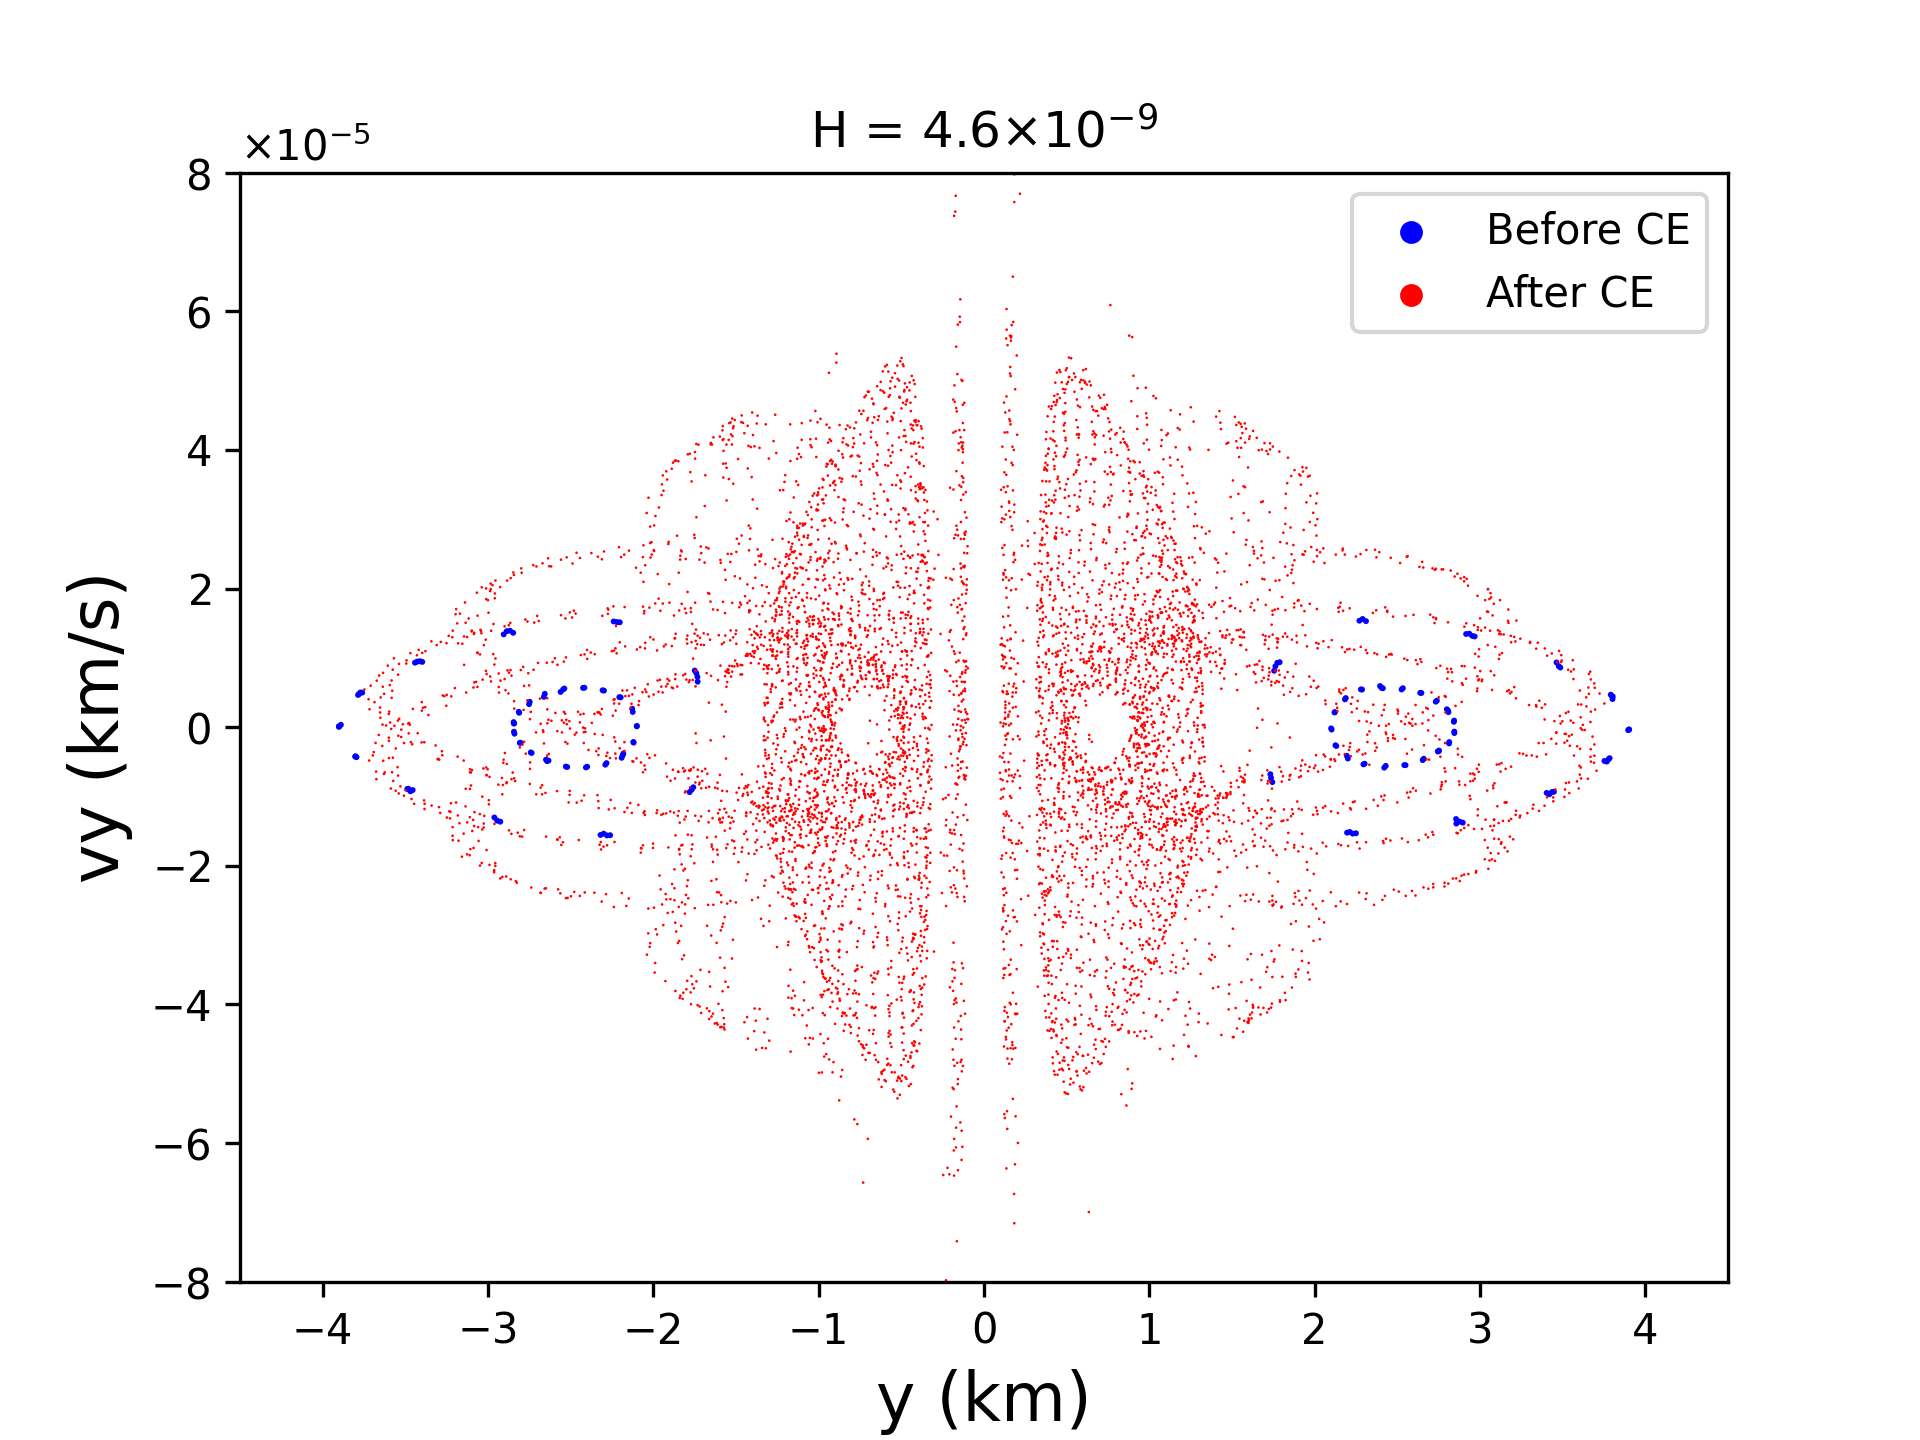 H = 4.6×10⁻⁹
×10⁻⁵
Before CE
After CE
8
6
4
2
0
−2
−4
−6
−8
vy (km/s)
−4 −3 −2 −1 0 1 2 3 4
y (km)